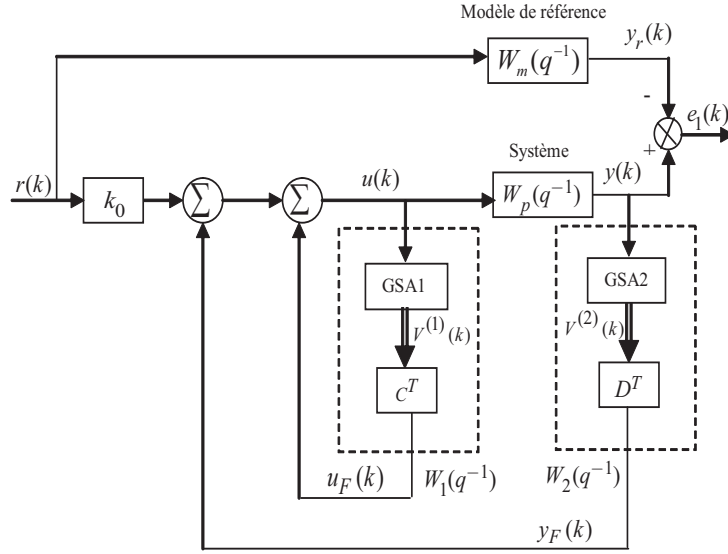 Modèle de référence
W_m(q^{-1})
y_r(k)
-
e_1(k)
+
Système
r(k)
k_0
Σ
Σ
u(k)
W_p(q^{-1})
y(k)
GSA1
V^{(1)}(k)
C^T
GSA2
V^{(2)}(k)
D^T
u_F(k)
W_1(q^{-1})
W_2(q^{-1})
y_F(k)